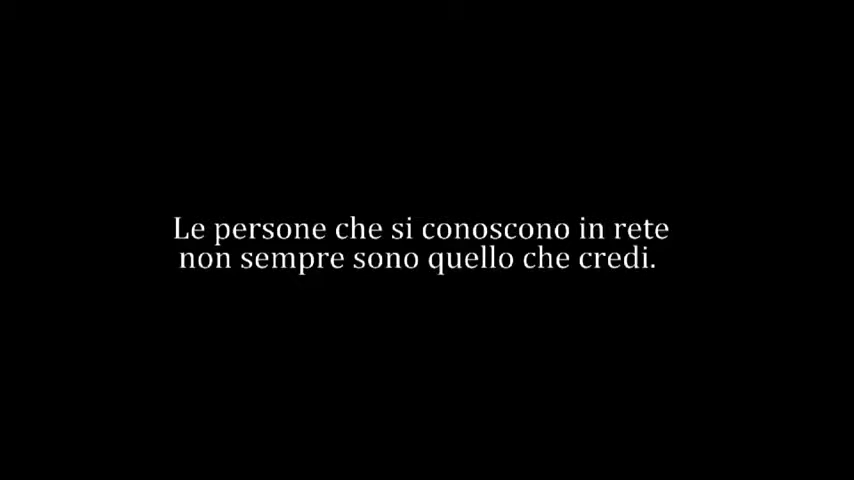 Le persone che si conoscono in rete
non sempre sono quello che credi.